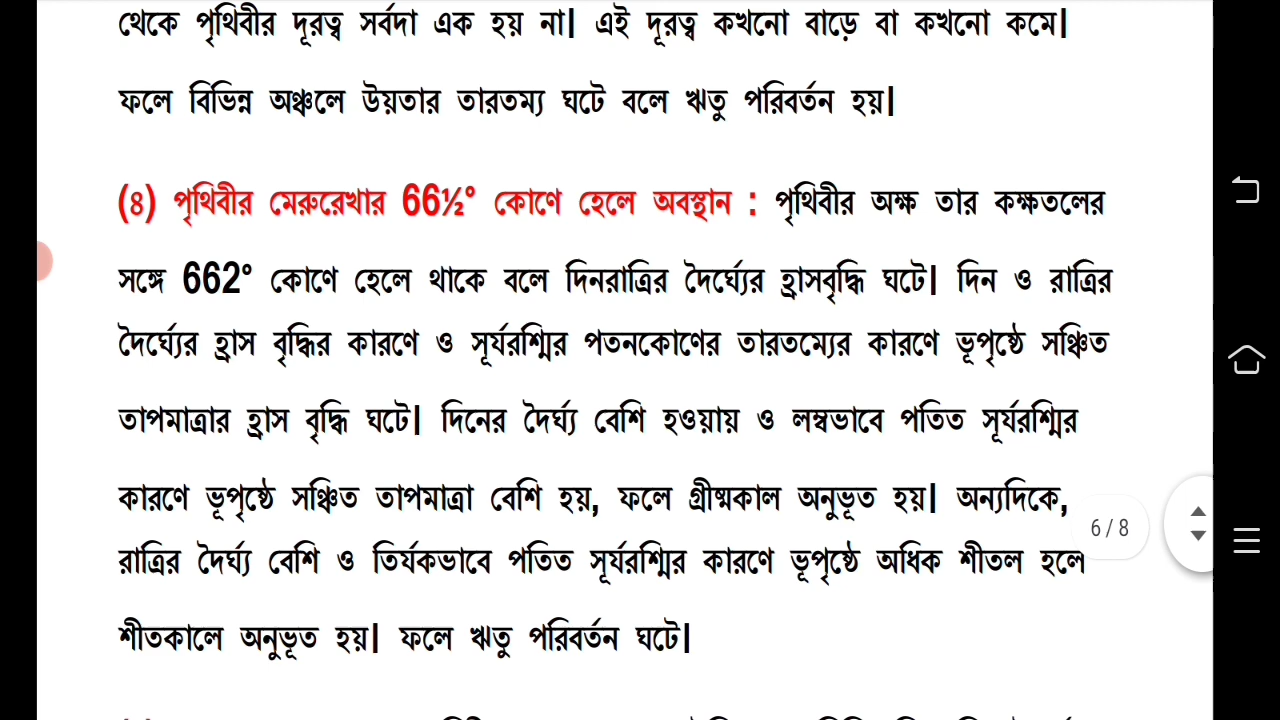 থেকে পৃথিবীর দূরত্ব সর্বদা এক হয় না। এই দূরত্ব কখনো বাড়ে বা কখনো কমে।
ফলে বিভিন্ন অঞ্চলে উয়তার তারতম্য ঘটে বলে ঋতু পরিবর্তন হয়।
(৪) পৃথিবীর মেরুরেখার 66½° কোণে হেলে অবস্থান : পৃথিবীর অক্ষ তার কক্ষতলের
সঙ্গে 662° কোণে হেলে থাকে বলে দিনরাত্রির দৈর্ঘ্যের হ্রাসবৃদ্ধি ঘটে। দিন ও রাত্রির
দৈর্ঘ্যের হ্রাস বৃদ্ধির কারণে ও সূর্যরশ্মির পতনকোণের তারতম্যের কারণে ভূপৃষ্ঠে সঞ্চিত
তাপমাত্রার হ্রাস বৃদ্ধি ঘটে। দিনের দৈর্ঘ্য বেশি হওয়ায় ও লম্বভাবে পতিত সূর্যরশ্মির
কারণে ভূপৃষ্ঠে সঞ্চিত তাপমাত্রা বেশি হয়, ফলে গ্রীষ্মকাল অনুভূত হয়। অন্যদিকে,
রাত্রির দৈর্ঘ্য বেশি ও তির্যকভাবে পতিত সূর্যরশ্মির কারণে ভূপৃষ্ঠে অধিক শীতল হলে
শীতকালে অনুভূত হয়। ফলে ঋতু পরিবর্তন ঘটে।
6 / 8